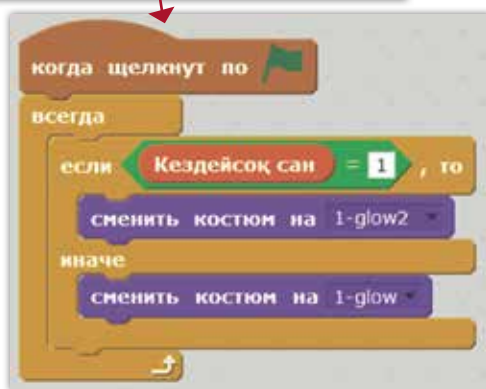 когда щелкнут по
всегда
если Кездейсоқ сан = 1 , то
сменить костюм на 1-glow2
иначе
сменить костюм на 1-glow